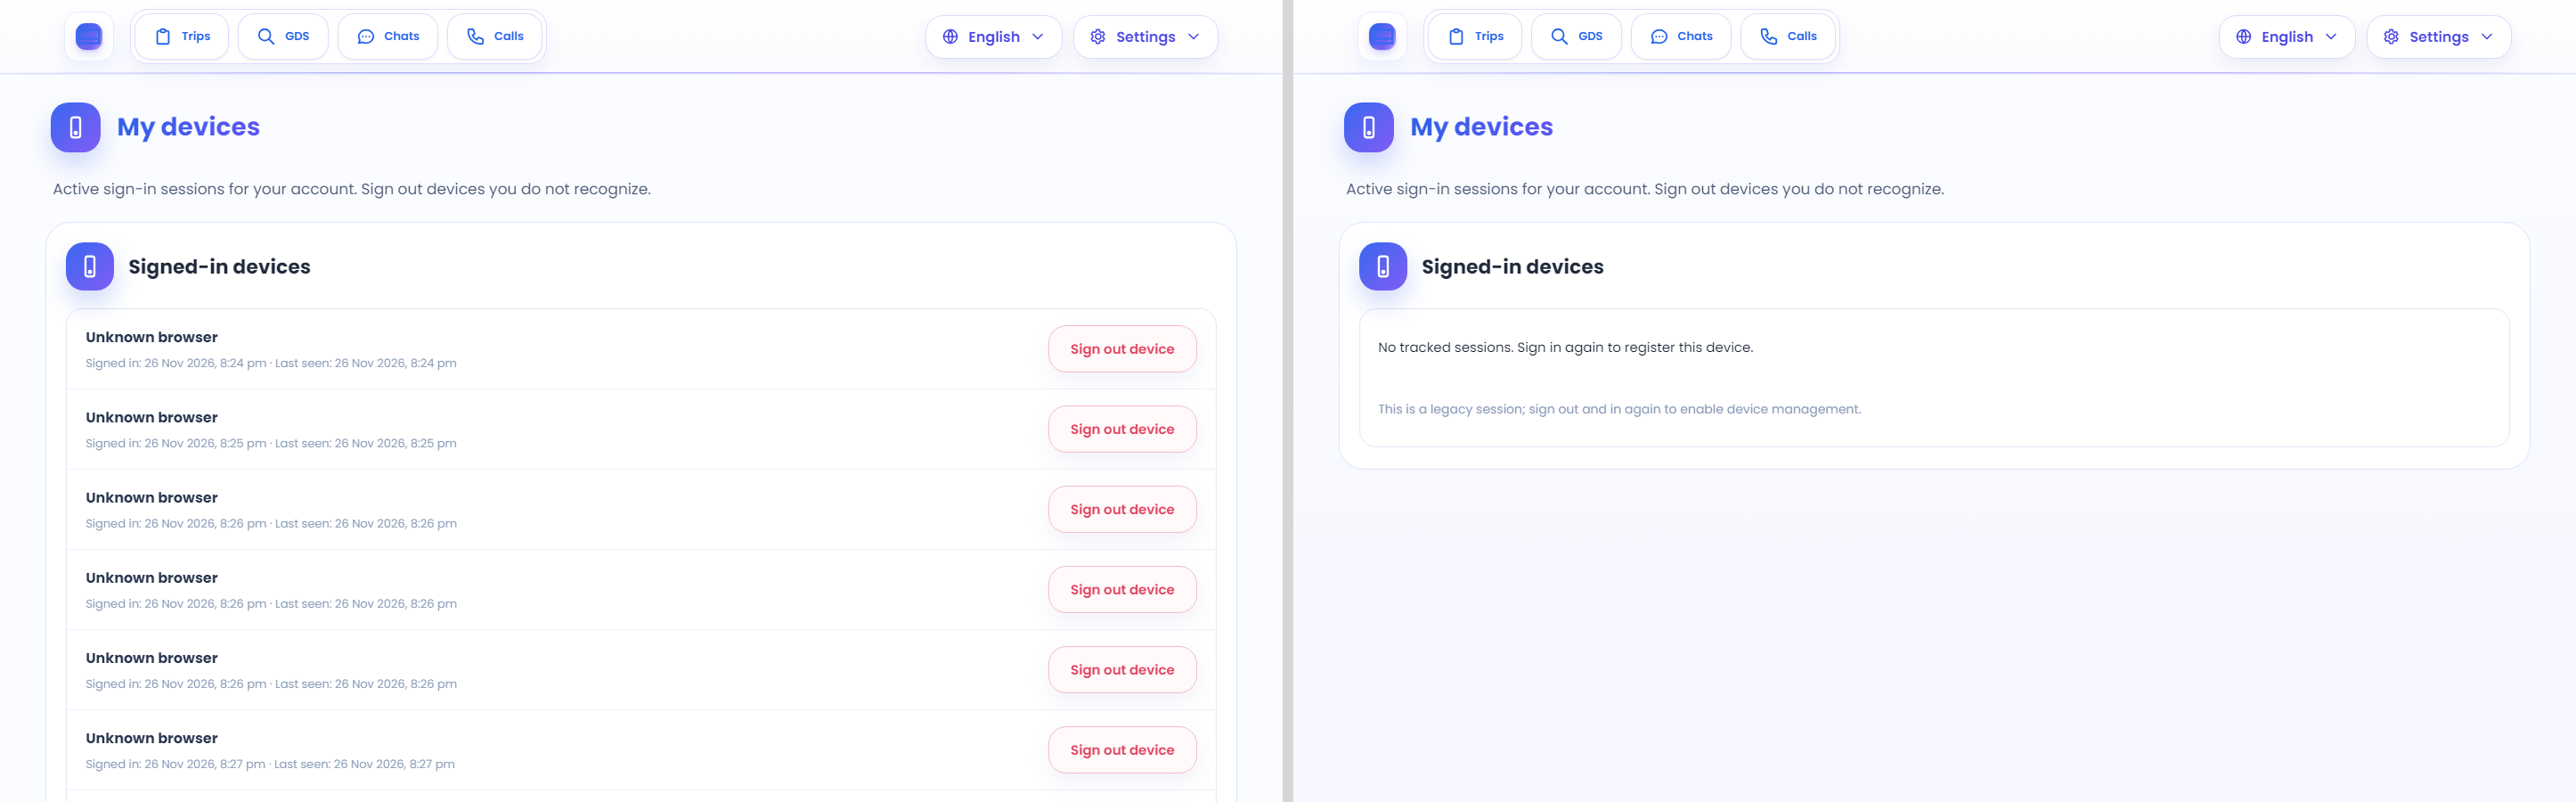 Trips GDS Chats Calls English Settings
My devices
Active sign-in sessions for your account. Sign out devices you do not recognize.
Signed-in devices
Unknown browser
Signed in: 26 Nov 2026, 8:24 pm · Last seen: 26 Nov 2026, 8:24 pm
Sign out device
Unknown browser
Signed in: 26 Nov 2026, 8:25 pm · Last seen: 26 Nov 2026, 8:25 pm
Sign out device
Unknown browser
Signed in: 26 Nov 2026, 8:26 pm · Last seen: 26 Nov 2026, 8:26 pm
Sign out device
Unknown browser
Signed in: 26 Nov 2026, 8:26 pm · Last seen: 26 Nov 2026, 8:26 pm
Sign out device
Unknown browser
Signed in: 26 Nov 2026, 8:26 pm · Last seen: 26 Nov 2026, 8:26 pm
Sign out device
Unknown browser
Signed in: 26 Nov 2026, 8:27 pm · Last seen: 26 Nov 2026, 8:27 pm
Sign out device
Trips GDS Chats Calls English Settings
My devices
Active sign-in sessions for your account. Sign out devices you do not recognize.
Signed-in devices
No tracked sessions. Sign in again to register this device.
This is a legacy session; sign out and in again to enable device management.